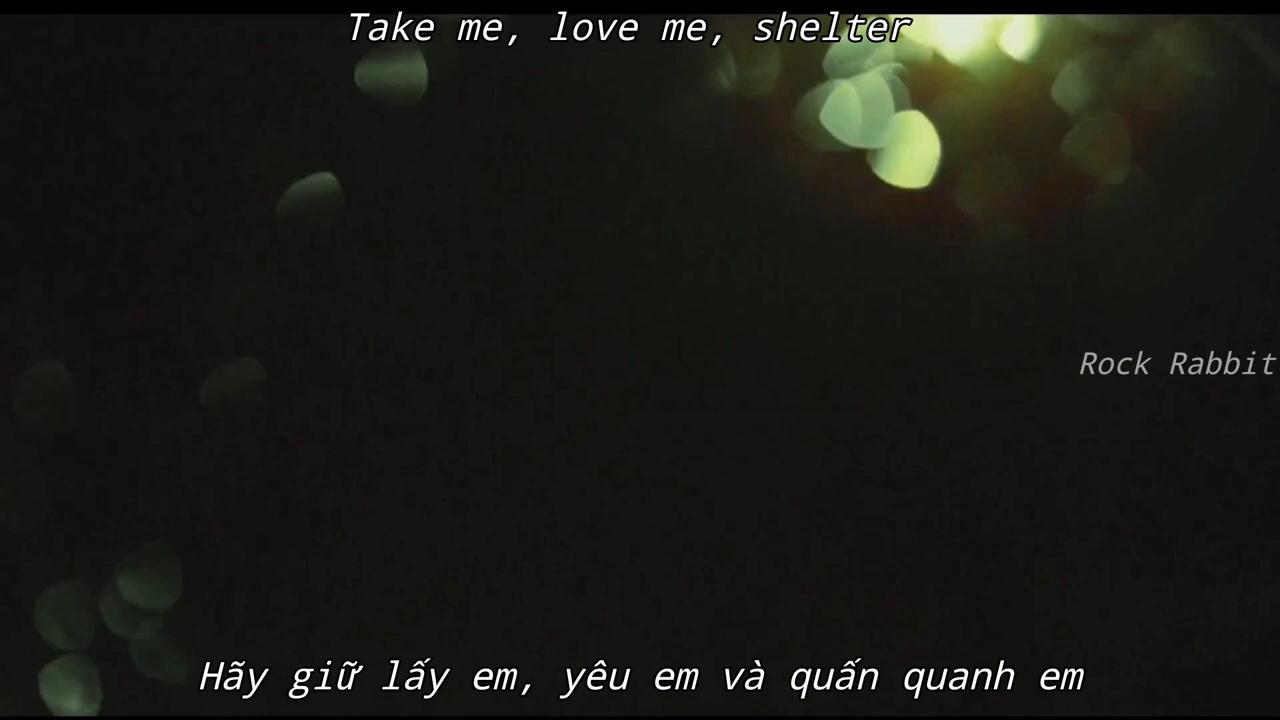 Take me, love me, shelter
Rock Rabbit
Hãy giữ lấy em, yêu em và quấn quanh em